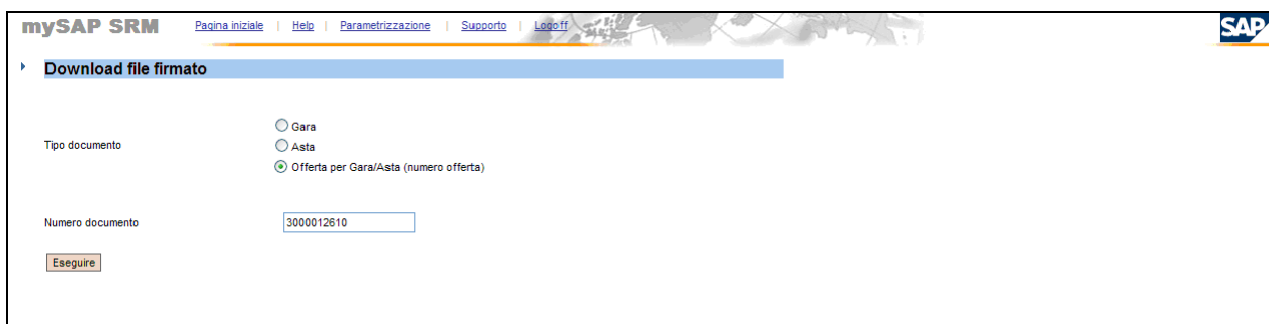 mySAP SRM Pagina iniziale | Help | Parametrizzazione | Supporto | Logoff SAP
Download file firmato
Gara
Tipo documento Asta
Offerta per Gara/Asta (numero offerta)
Numero documento 3000012610
Eseguire